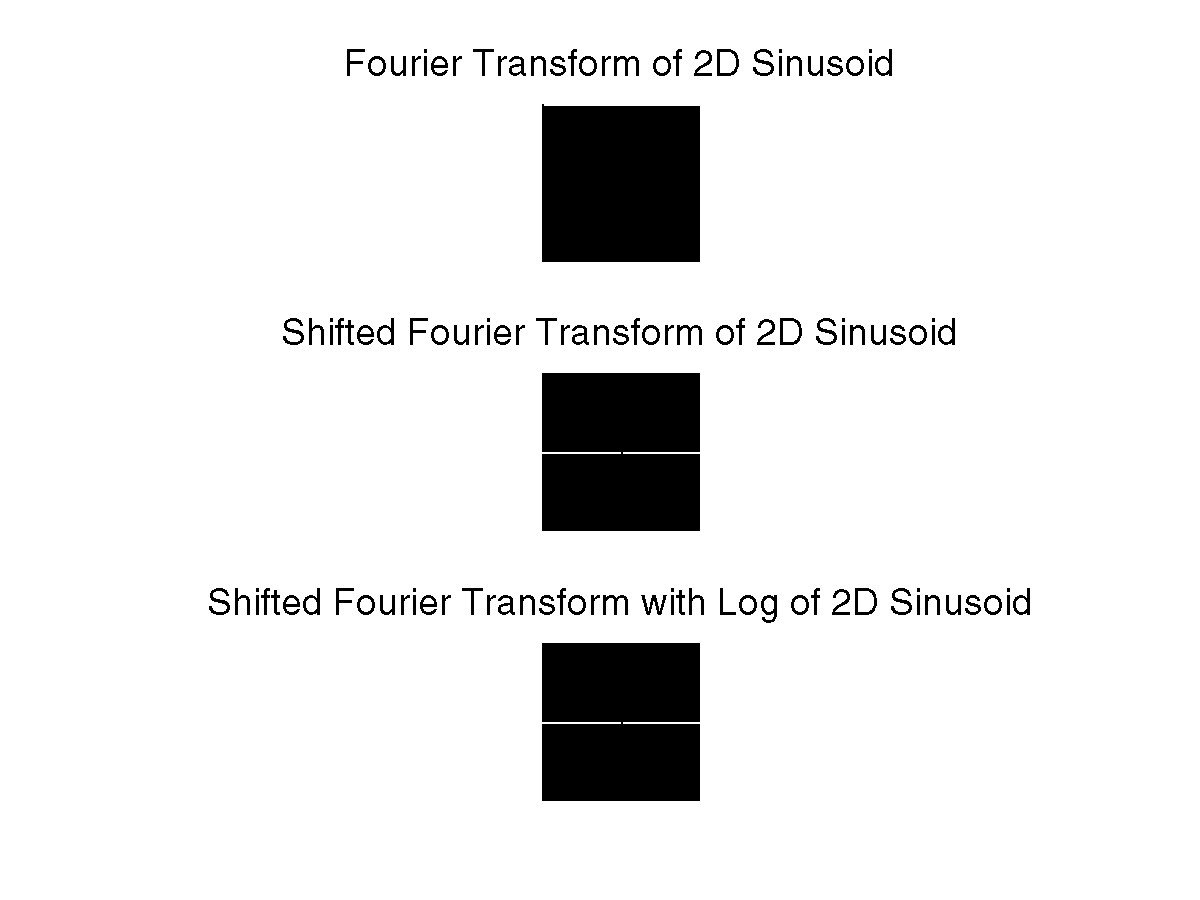 Fourier Transform of 2D Sinusoid
Shifted Fourier Transform of 2D Sinusoid
Shifted Fourier Transform with Log of 2D Sinusoid